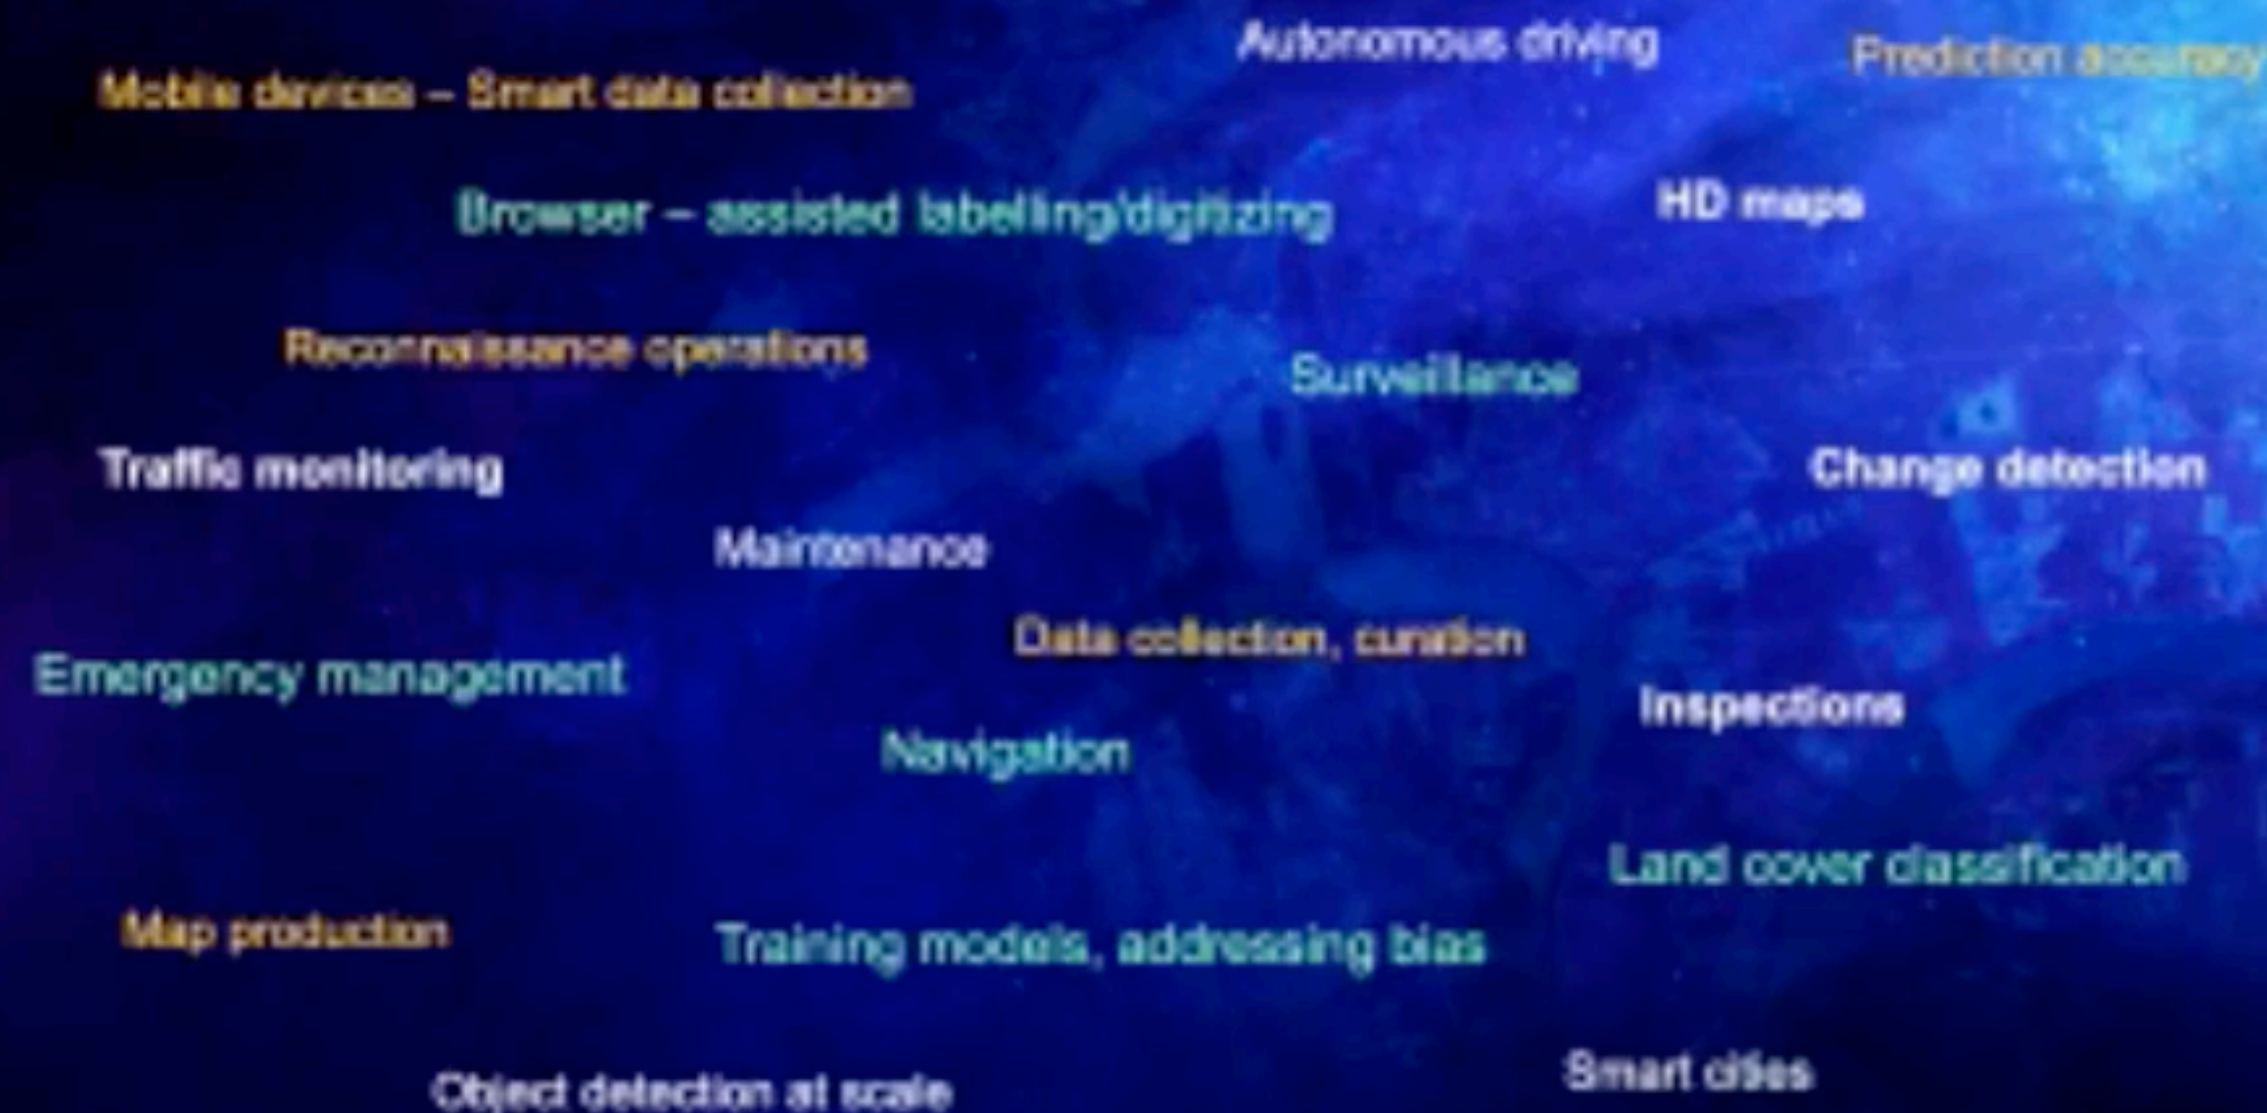 Autonomous driving
Prediction accuracy
Mobile devices – Smart data collection
Browser – assisted labelling/digitizing
HD maps
Reconnaissance operations
Surveillance
Traffic monitoring
Change detection
Maintenance
Data collection, curation
Emergency management
Inspections
Navigation
Land cover classification
Map production
Training models, addressing bias
Smart cities
Object detection at scale